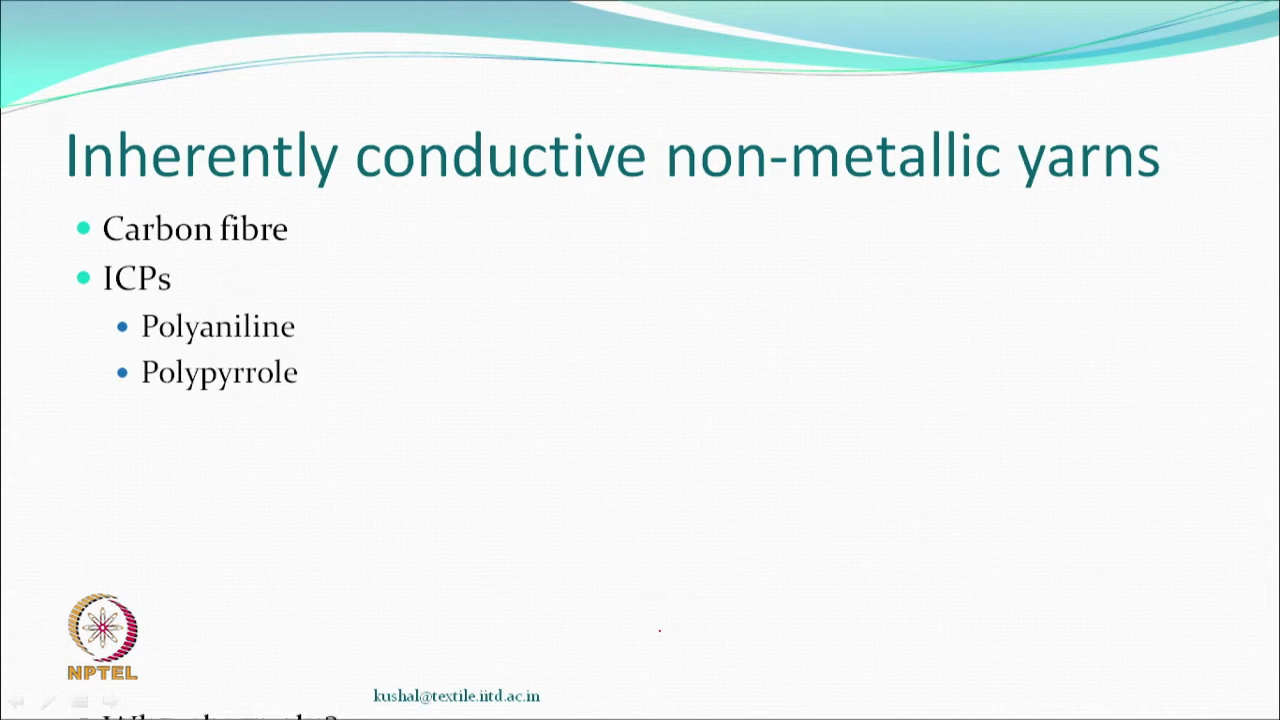 Inherently conductive non-metallic yarns
Carbon fibre
ICPs
Polyaniline
Polypyrrole
NPTEL
kushal@textile.iitd.ac.in